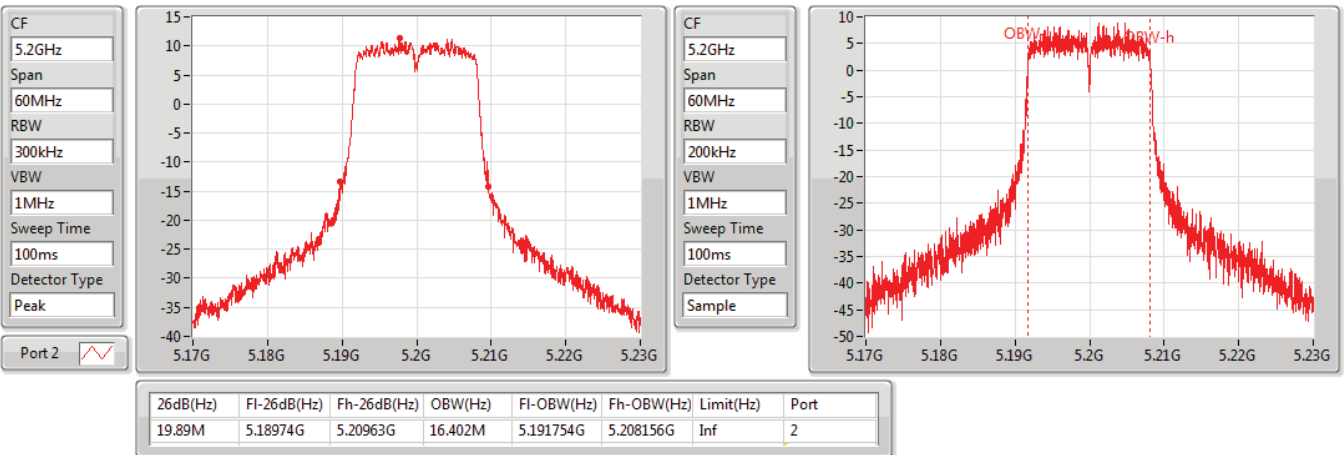 CF
5.2GHz
Span
60MHz
RBW
300kHz
VBW
1MHz
Sweep Time
100ms
Detector Type
Peak
Port 2
15
10
5
0
-5
-10
-15
-20
-25
-30
-35
-40
5.17G 5.18G 5.19G 5.2G 5.21G 5.22G 5.23G
CF
5.2GHz
Span
60MHz
RBW
200kHz
VBW
1MHz
Sweep Time
100ms
Detector Type
Sample
10
5
0
-5
-10
-15
-20
-25
-30
-35
-40
-45
-50
5.17G 5.18G 5.19G 5.2G 5.21G 5.22G 5.23G
26dB(Hz) Fl-26dB(Hz) Fh-26dB(Hz) OBW(Hz) Fl-OBW(Hz) Fh-OBW(Hz) Limit(Hz) Port
19.89M 5.18974G 5.20963G 16.402M 5.191754G 5.208156G Inf 2